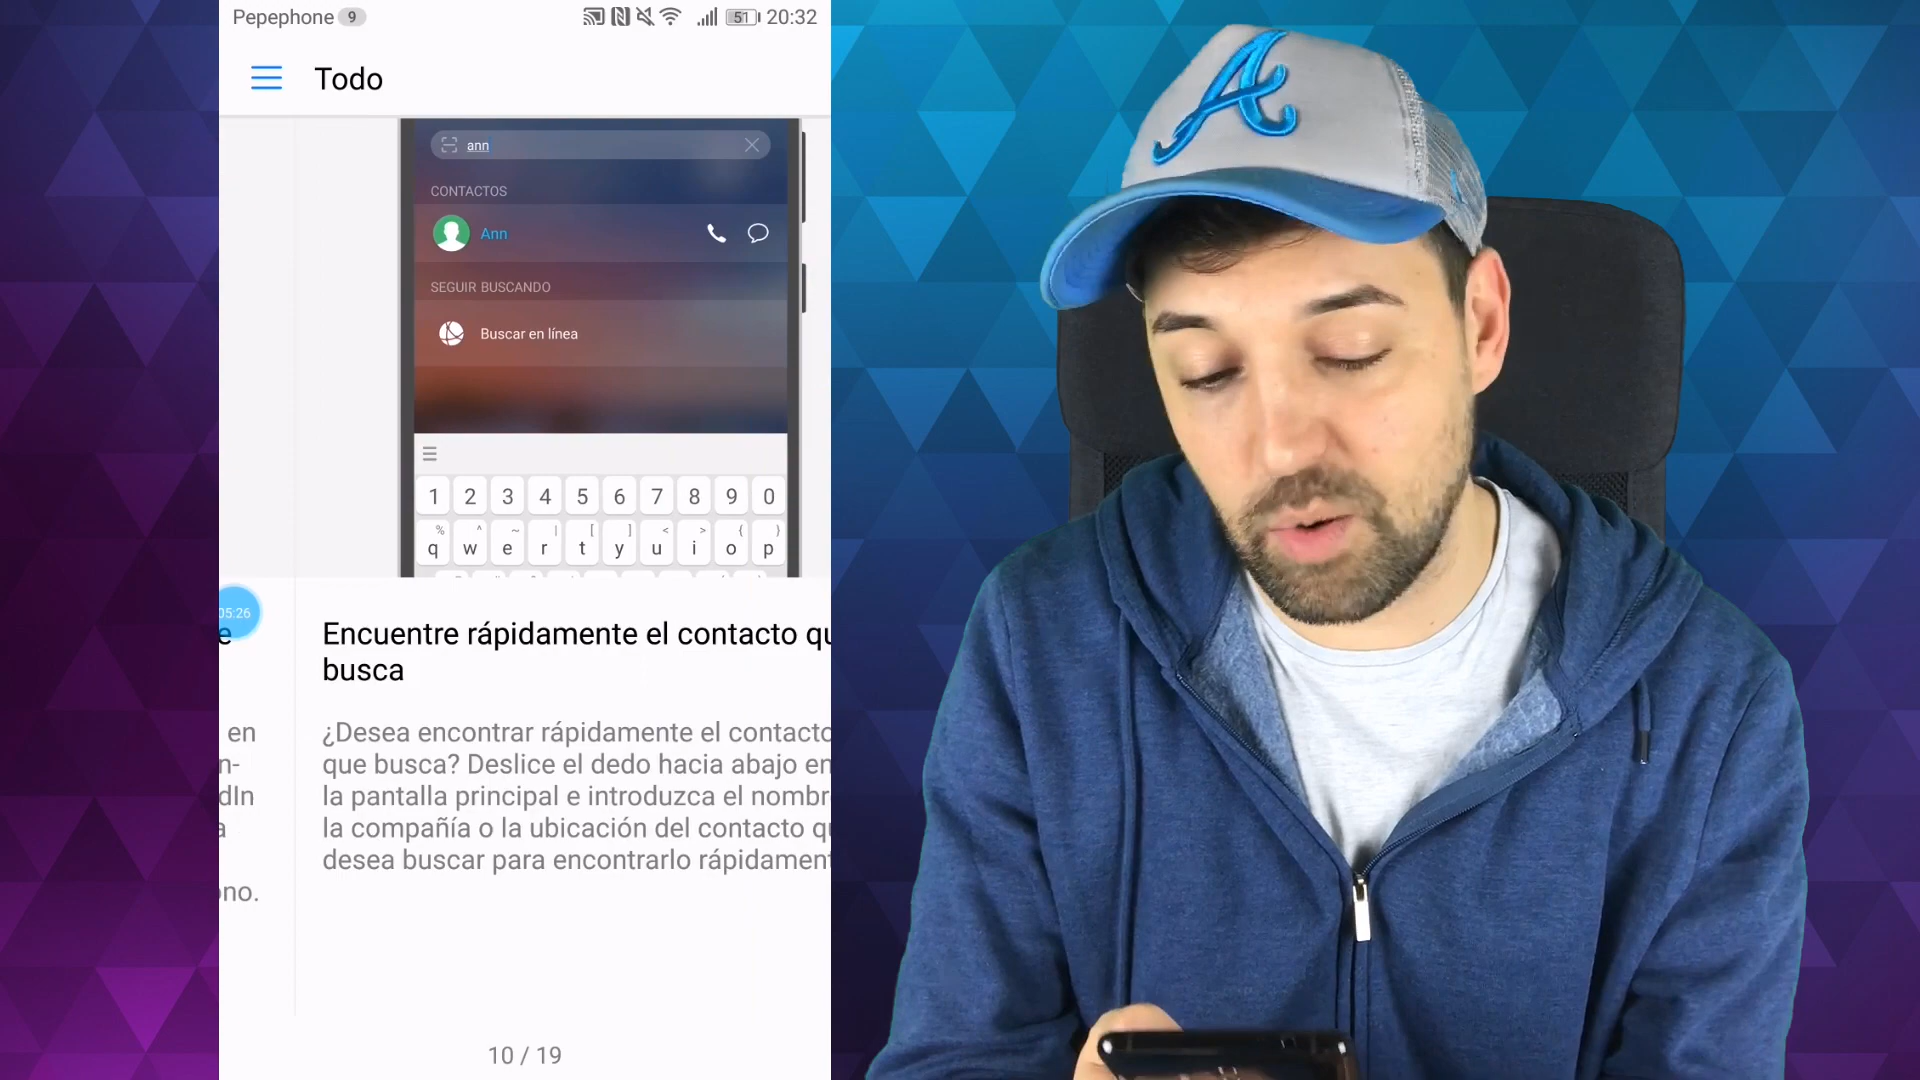 Pepephone 9
51 20:32
Todo
ann
CONTACTOS
Ann
SEGUIR BUSCANDO
Buscar en línea
1 2 3 4 5 6 7 8 9 0
% ^ ~ | [ ] < > { }
q w e r t y u i o p
05:26
e
Encuentre rápidamente el contacto qu
busca
en
n-
dIn
a
ono.
¿Desea encontrar rápidamente el contacto
que busca? Deslice el dedo hacia abajo en
la pantalla principal e introduzca el nombr
la compañía o la ubicación del contacto qu
desea buscar para encontrarlo rápidament
10 / 19
A